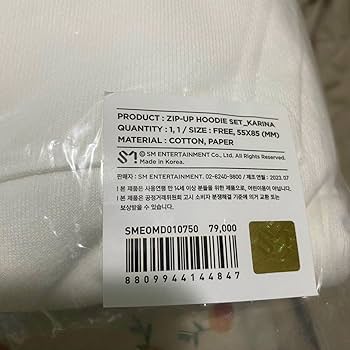 PRODUCT : ZIP-UP HOODIE SET_KARINA
QUANTITY : 1, 1 / SIZE : FREE, 55X85 (MM)
MATERIAL : COTTON, PAPER
© SM ENTERTAINMENT Co., Ltd. All Rights Reserved.
Made in Korea.
판매자 : SM ENTERTAINMENT. 02-6240-9800 / 제조연월 : 2023. 07
! 본 제품은 사용연령 만 14세 이상 분들을 위한 제품으로, 어린이용이 아닙니다.
! 본 제품은 공정거래위원회 고시 소비자 분쟁해결 기준에 의거 교환 또는
보상받을 수 있습니다.
SMEOMD010750 79,000
8809944144847